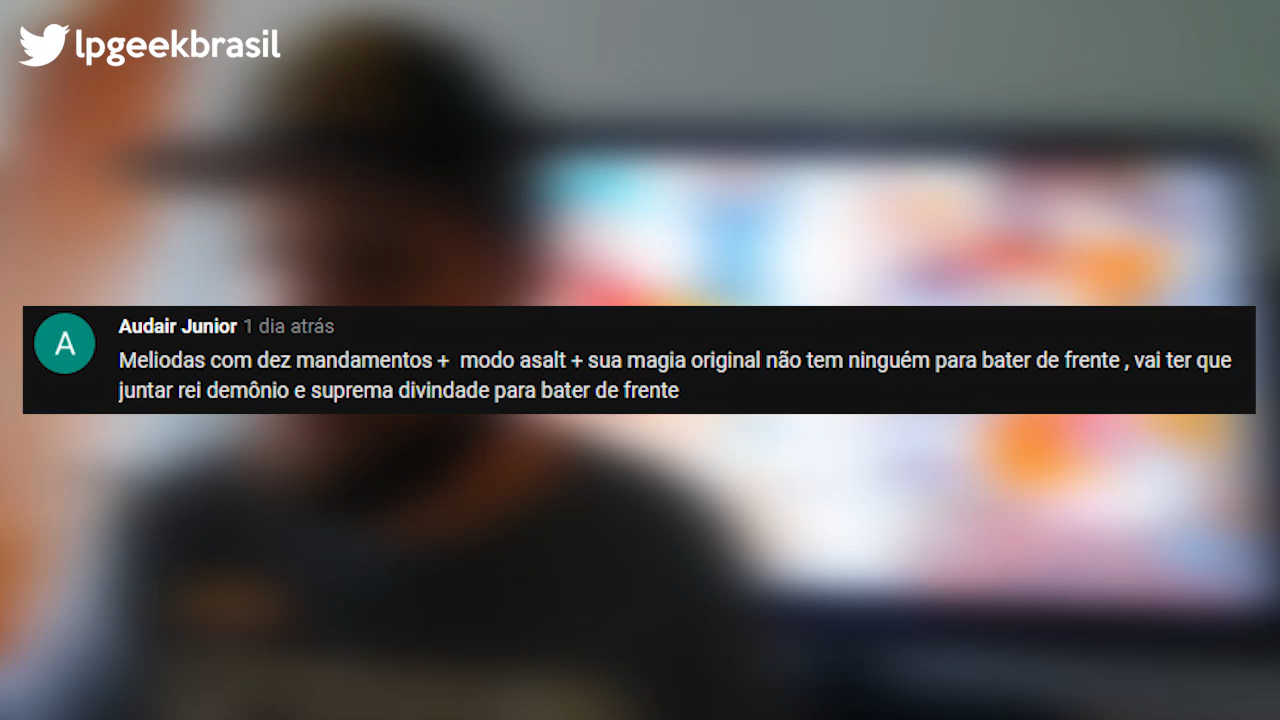 lpgeekbrasil
A
Audair Junior 1 dia atrás
Meliodas com dez mandamentos + modo asalt + sua magia original não tem ninguém para bater de frente , vai ter que
juntar rei demônio e suprema divindade para bater de frente